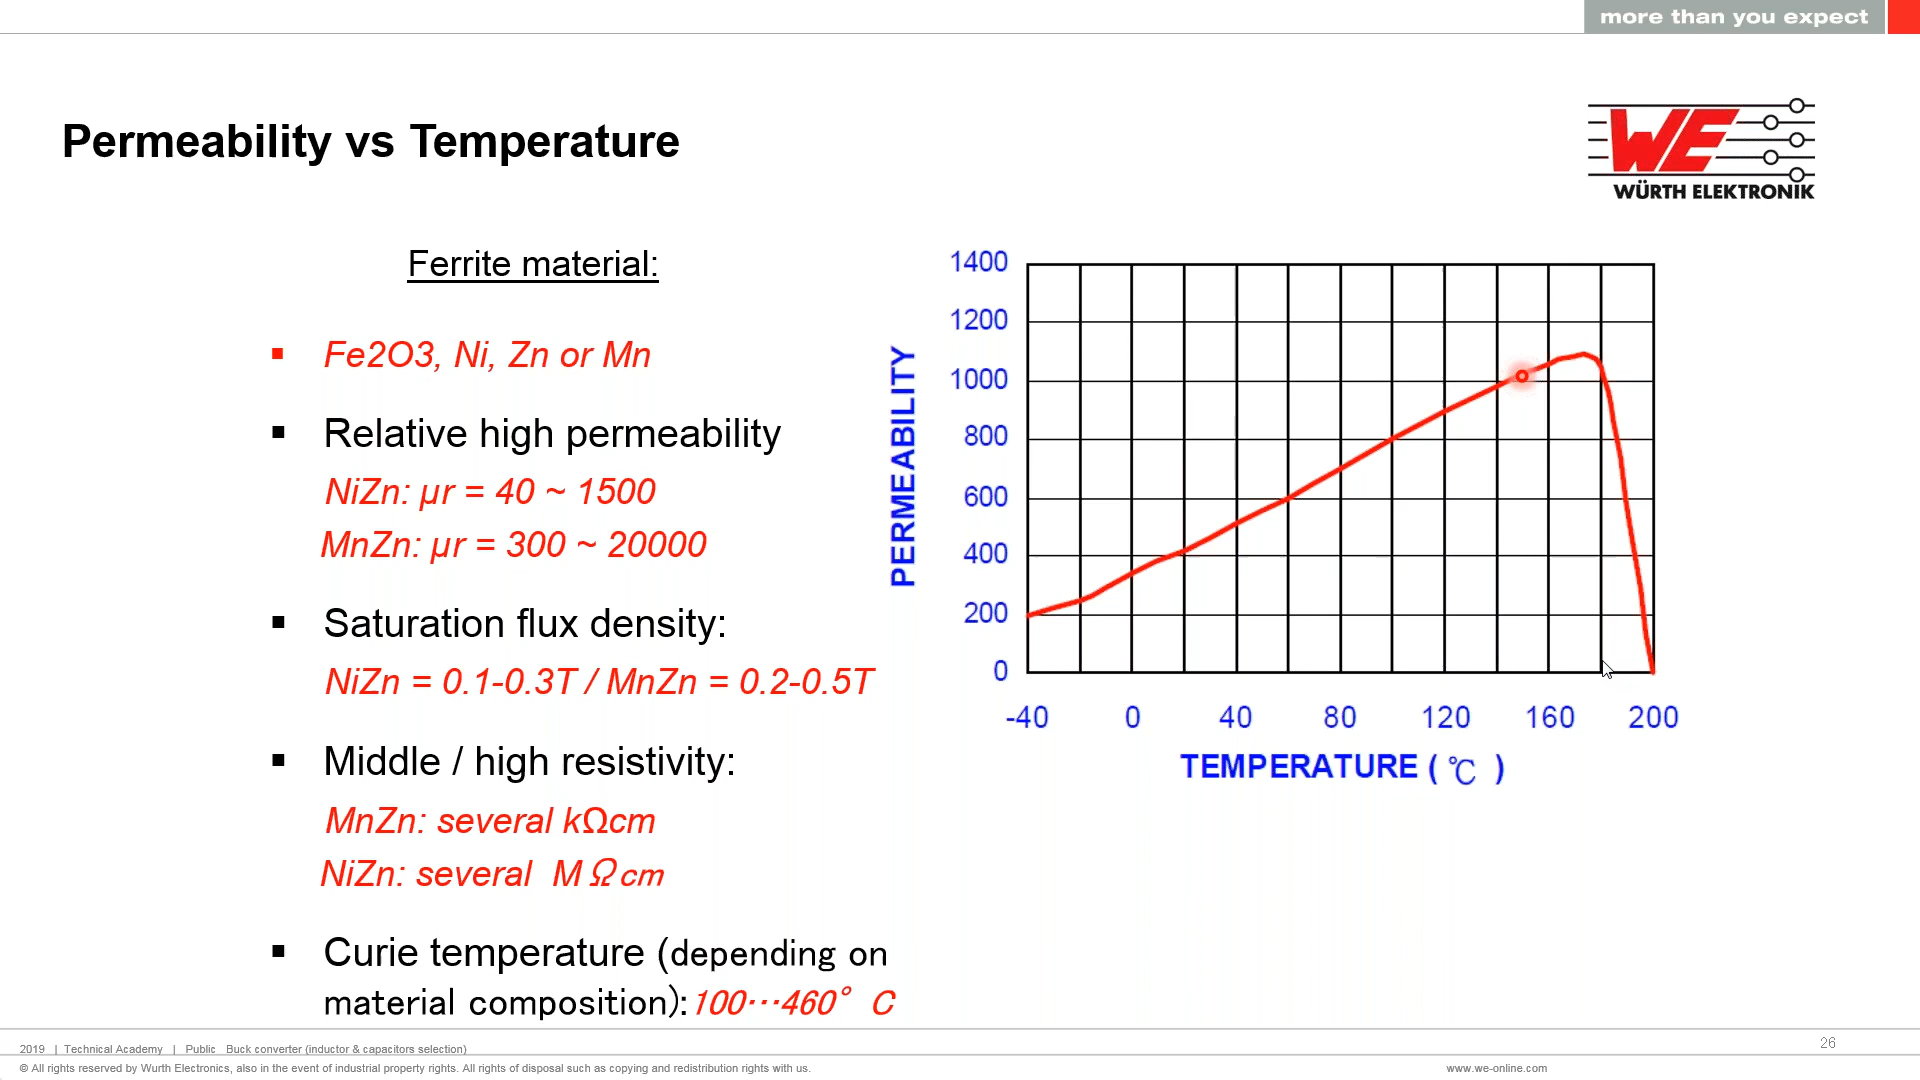 more than you expect
Permeability vs Temperature
WE
WÜRTH ELEKTRONIK
Ferrite material:
▪ Fe2O3, Ni, Zn or Mn
▪ Relative high permeability
NiZn: µr = 40 ~ 1500
MnZn: µr = 300 ~ 20000
▪ Saturation flux density:
NiZn = 0.1-0.3T / MnZn = 0.2-0.5T
▪ Middle / high resistivity:
MnZn: several kΩcm
NiZn: several MΩcm
▪ Curie temperature (depending on
material composition): 100…460° C
PERMEABILITY
1400
1200
1000
800
600
400
200
0
-40 0 40 80 120 160 200
TEMPERATURE ( ℃ )
2019 | Technical Academy | Public Buck converter (inductor & capacitors selection)
26
© All rights reserved by Wurth Electronics, also in the event of industrial property rights. All rights of disposal such as copying and redistribution rights with us.
www.we-online.com